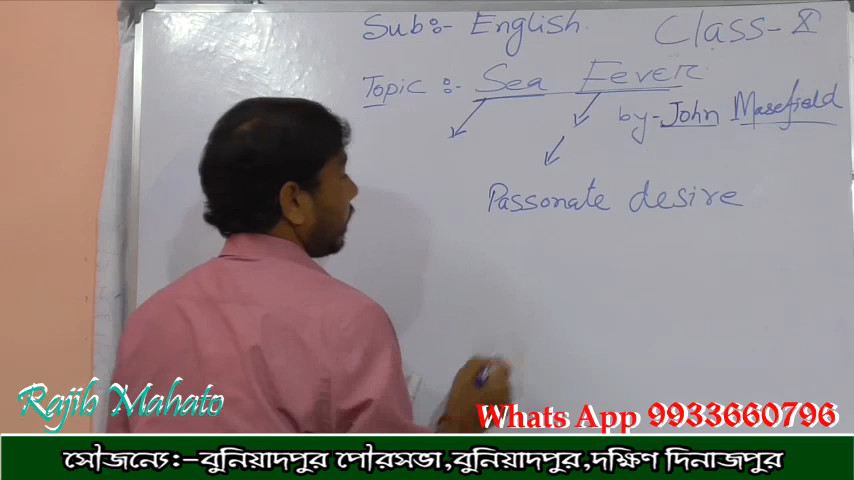 Sub:- English.
Class-X
Topic :- Sea Fever
by-John Masefield
Passonate desire
Rajib Mahato
Whats App 9933660796
সৌজন্যে:-বুনিয়াদপুর পৌরসভা,বুনিয়াদপুর,দক্ষিণ দিনাজপুর